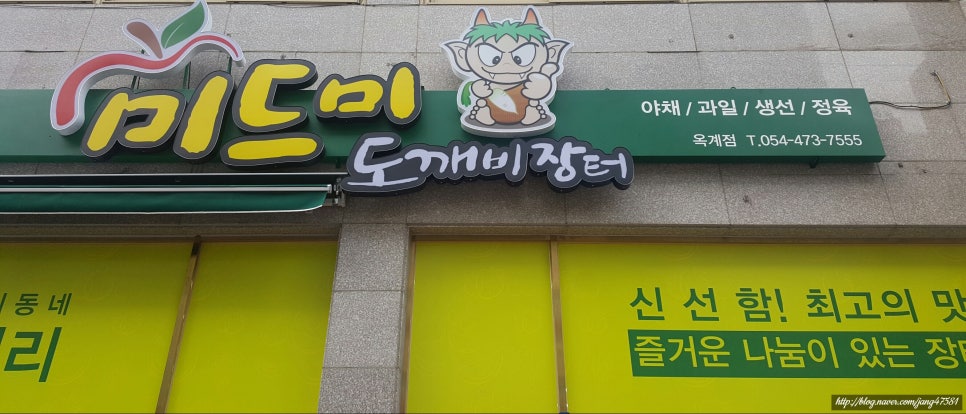 미드미
도깨비장터
야채 / 과일 / 생선 / 정육
옥계점 T.054-473-7555
동네
리
신선함! 최고의 맛
즐거운 나눔이 있는 장터
http://blog.naver.com/jang47581